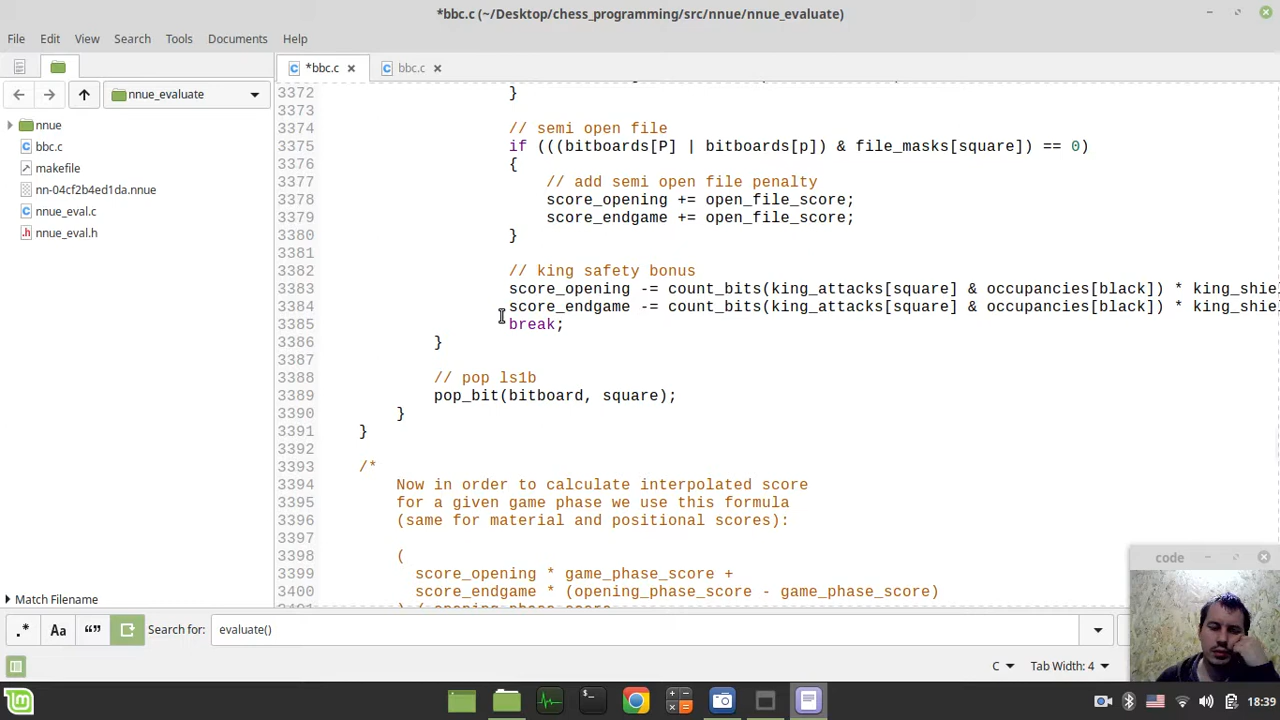 *bbc.c (~/Desktop/chess_programming/src/nnue/nnue_evaluate)
File Edit View Search Tools Documents Help
*bbc.c
bbc.c
nnue_evaluate
nnue
bbc.c
makefile
nn-04cf2b4ed1da.nnue
nnue_eval.c
nnue_eval.h
Match Filename
3372 }
3373
3374 // semi open file
3375 if (((bitboards[P] | bitboards[p]) & file_masks[square]) == 0)
3376 {
3377 // add semi open file penalty
3378 score_opening += open_file_score;
3379 score_endgame += open_file_score;
3380 }
3381
3382 // king safety bonus
3383 score_opening -= count_bits(king_attacks[square] & occupancies[black]) * king_shie
3384 score_endgame -= count_bits(king_attacks[square] & occupancies[black]) * king_shie
3385 break;
3386 }
3387
3388 // pop ls1b
3389 pop_bit(bitboard, square);
3390 }
3391 }
3392
3393 /*
3394 Now in order to calculate interpolated score
3395 for a given game phase we use this formula
3396 (same for material and positional scores):
3397
3398 (
3399 score_opening * game_phase_score +
3400 score_endgame * (opening_phase_score - game_phase_score)
code
.* Aa “” Search for: evaluate()
C Tab Width: 4
18:39